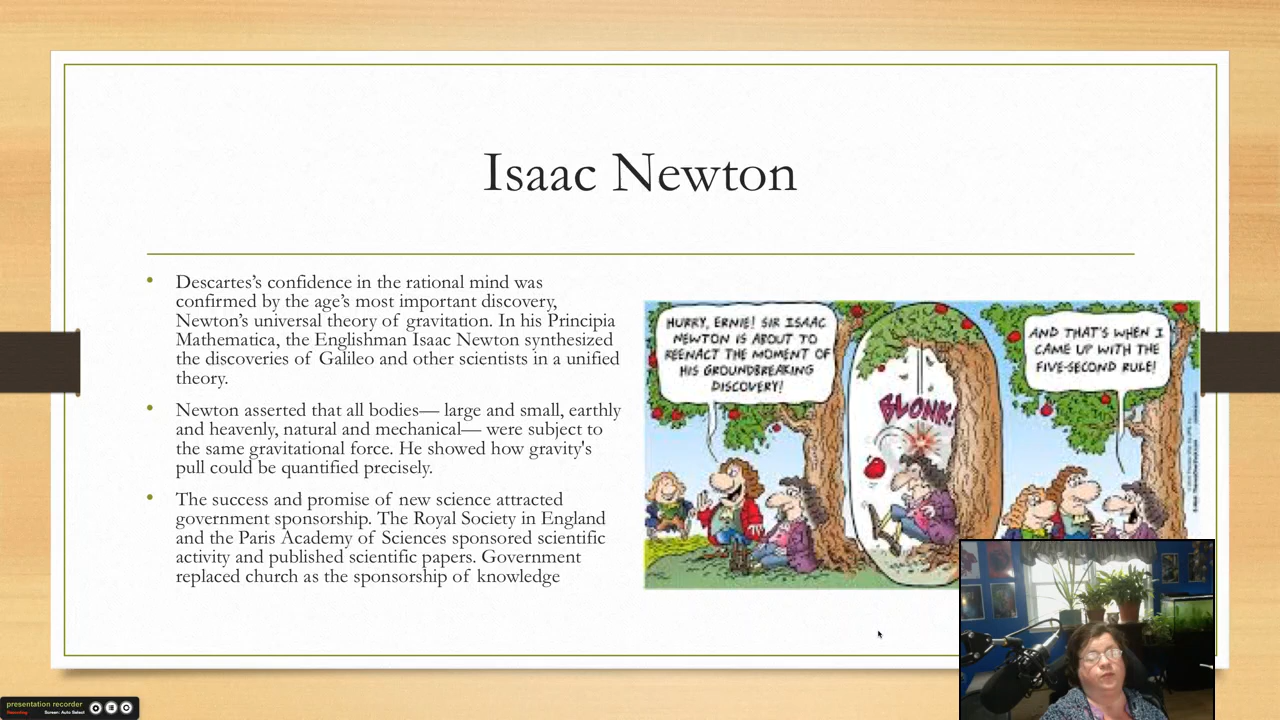 Isaac Newton
Descartes’s confidence in the rational mind was
confirmed by the age’s most important discovery,
Newton’s universal theory of gravitation. In his Principia
Mathematica, the Englishman Isaac Newton synthesized
the discoveries of Galileo and other scientists in a unified
theory.
Newton asserted that all bodies— large and small, earthly
and heavenly, natural and mechanical— were subject to
the same gravitational force. He showed how gravity's
pull could be quantified precisely.
The success and promise of new science attracted
government sponsorship. The Royal Society in England
and the Paris Academy of Sciences sponsored scientific
activity and published scientific papers. Government
replaced church as the sponsorship of knowledge
HURRY, ERNIE! SIR ISAAC
NEWTON IS ABOUT TO
REENACT THE MOMENT OF
HIS GROUNDBREAKING
DISCOVERY!
BLONK!
AND THAT'S WHEN I
CAME UP WITH THE
FIVE-SECOND RULE!
presentation recorder
Recording
Screen: Auto Select